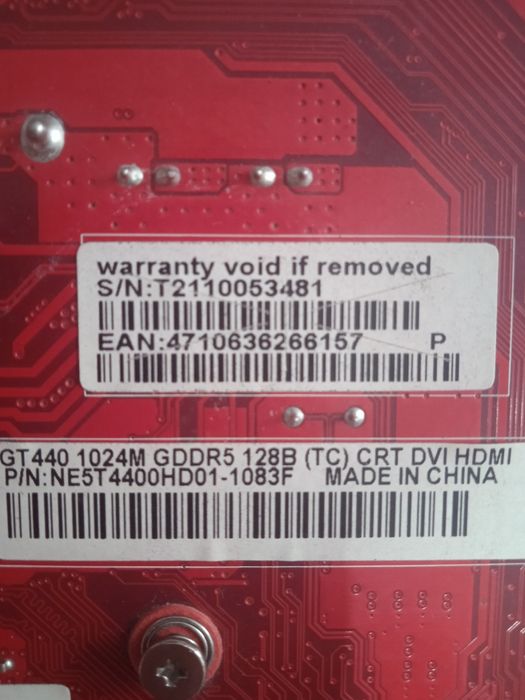 warranty void if removed
S/N:T2110053481
EAN:4710636266157 P
GT440 1024M GDDR5 128B (TC) CRT DVI HDMI
P/N:NE5T4400HD01-1083F MADE IN CHINA